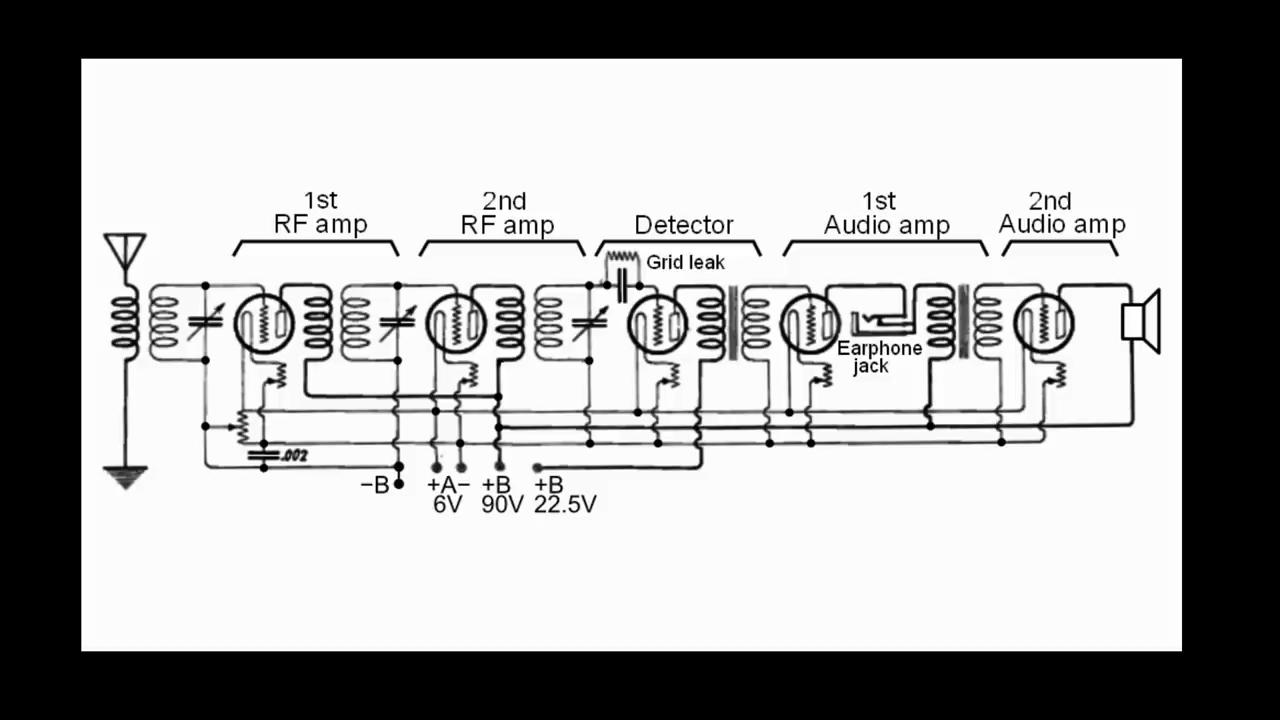 1st
RF amp
2nd
RF amp
Detector
1st
Audio amp
2nd
Audio amp
Grid leak
Earphone
jack
.002
−B
+A−
6V
+B
90V
+B
22.5V